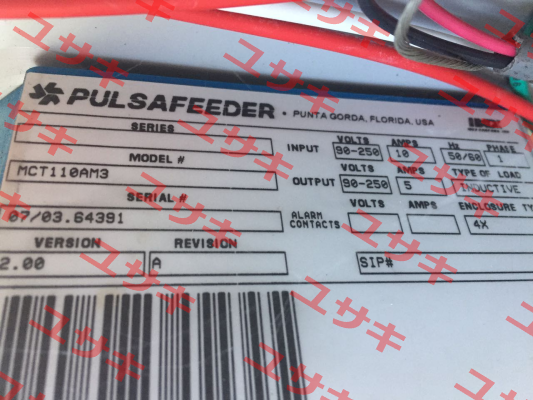 PULSAFEEDER • PUNTA GORDA, FLORIDA, USA
SERIES
MODEL #
MCT110AM3
SERIAL #
07/03.64391
VERSION REVISION
2.00 A
VOLTS AMPS Hz PHASE
INPUT 90-250 10 50/60 1
OUTPUT 90-250 5 TYPE OF LOAD
INDUCTIVE
VOLTS AMPS ENCLOSURE TY
ALARM CONTACTS 4X
SIP#
ユサキ